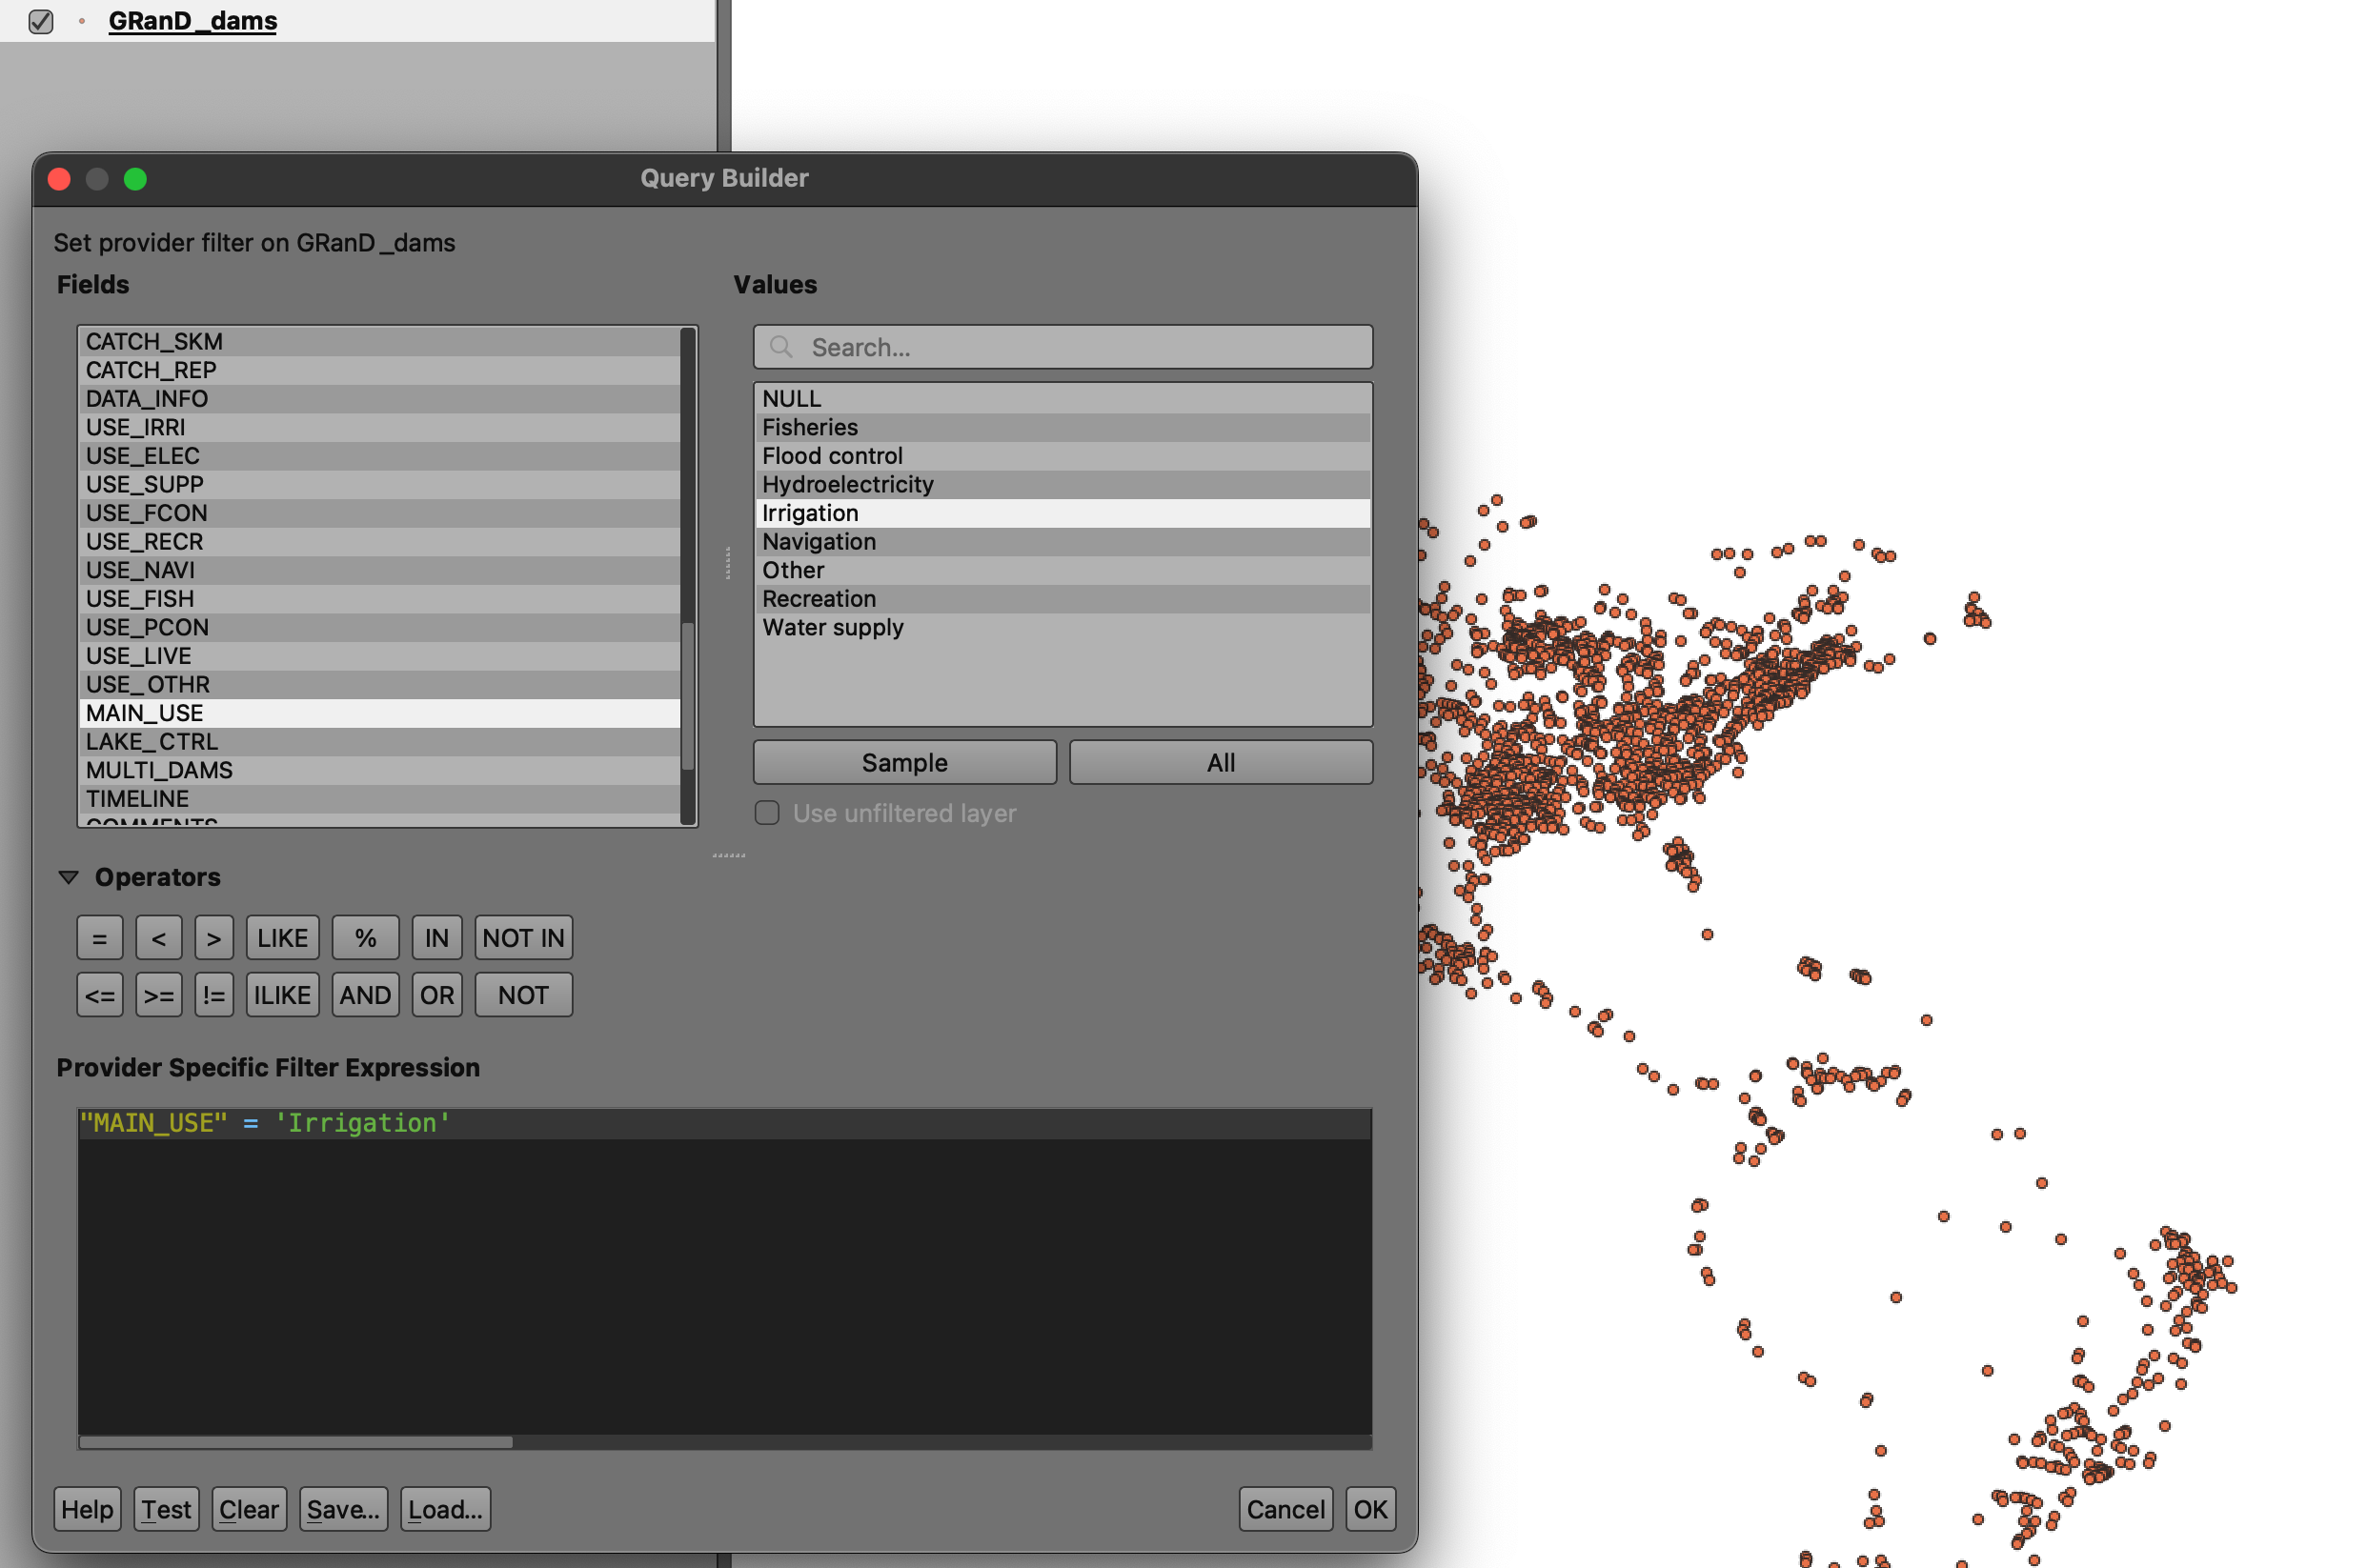 GRanD_dams
Query Builder
Set provider filter on GRanD_dams
Fields
Values
CATCH_SKM
CATCH_REP
DATA_INFO
USE_IRRI
USE_ELEC
USE_SUPP
USE_FCON
USE_RECR
USE_NAVI
USE_FISH
USE_PCON
USE_LIVE
USE_OTHR
MAIN_USE
LAKE_CTRL
MULTI_DAMS
TIMELINE
COMMENTS
Search...
NULL
Fisheries
Flood control
Hydroelectricity
Irrigation
Navigation
Other
Recreation
Water supply
Sample All
Use unfiltered layer
Operators
= < > LIKE % IN NOT IN
<= >= != ILIKE AND OR NOT
Provider Specific Filter Expression
"MAIN_USE" = 'Irrigation'
Help Test Clear Save... Load... Cancel OK